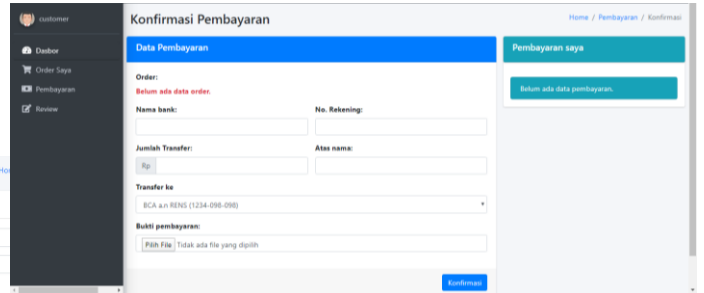 customer
Konfirmasi Pembayaran
Home / Pembayaran / Konfirmasi
Dasbor
Order Saya
Pembayaran
Review
Data Pembayaran
Order:
Belum ada data order.
Nama bank:
No. Rekening:
Jumlah Transfer:
Atas nama:
Rp
Transfer ke
BCA a.n RENS (1234-098-098)
Bukti pembayaran:
Pilih File Tidak ada file yang dipilih
Konfirmasi
Pembayaran saya
Belum ada data pembayaran.